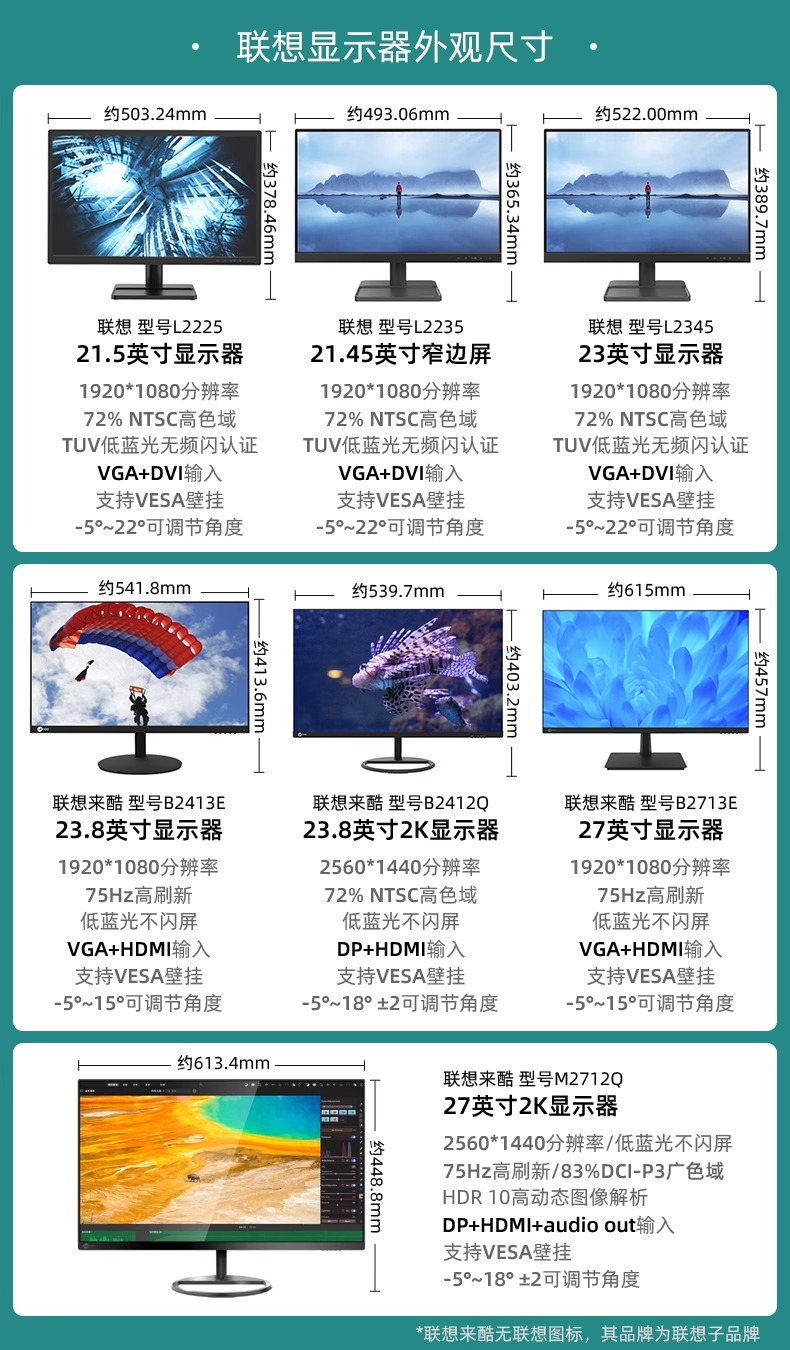 · 联想显示器外观尺寸 ·
约503.24mm
约378.46mm
联想 型号L2225
21.5英寸显示器
1920*1080分辨率
72% NTSC高色域
TUV低蓝光无频闪认证
VGA+DVI输入
支持VESA壁挂
-5°~22°可调节角度
约493.06mm
约365.34mm
联想 型号L2235
21.45英寸窄边屏
1920*1080分辨率
72% NTSC高色域
TUV低蓝光无频闪认证
VGA+DVI输入
支持VESA壁挂
-5°~22°可调节角度
约522.00mm
约389.7mm
联想 型号L2345
23英寸显示器
1920*1080分辨率
72% NTSC高色域
TUV低蓝光无频闪认证
VGA+DVI输入
支持VESA壁挂
-5°~22°可调节角度
约541.8mm
约413.6mm
联想来酷 型号B2413E
23.8英寸显示器
1920*1080分辨率
75Hz高刷新
低蓝光不闪屏
VGA+HDMI输入
支持VESA壁挂
-5°~15°可调节角度
约539.7mm
约403.2mm
联想来酷 型号B2412Q
23.8英寸2K显示器
2560*1440分辨率
72% NTSC高色域
低蓝光不闪屏
DP+HDMI输入
支持VESA壁挂
-5°~18° ±2可调节角度
约615mm
约457mm
联想来酷 型号B2713E
27英寸显示器
1920*1080分辨率
75Hz高刷新
低蓝光不闪屏
VGA+HDMI输入
支持VESA壁挂
-5°~15°可调节角度
约613.4mm
约448.8mm
联想来酷 型号M2712Q
27英寸2K显示器
2560*1440分辨率/低蓝光不闪屏
75Hz高刷新/83%DCI-P3广色域
HDR 10高动态图像解析
DP+HDMI+audio out输入
支持VESA壁挂
-5°~18° ±2可调节角度
*联想来酷无联想图标，其品牌为联想子品牌